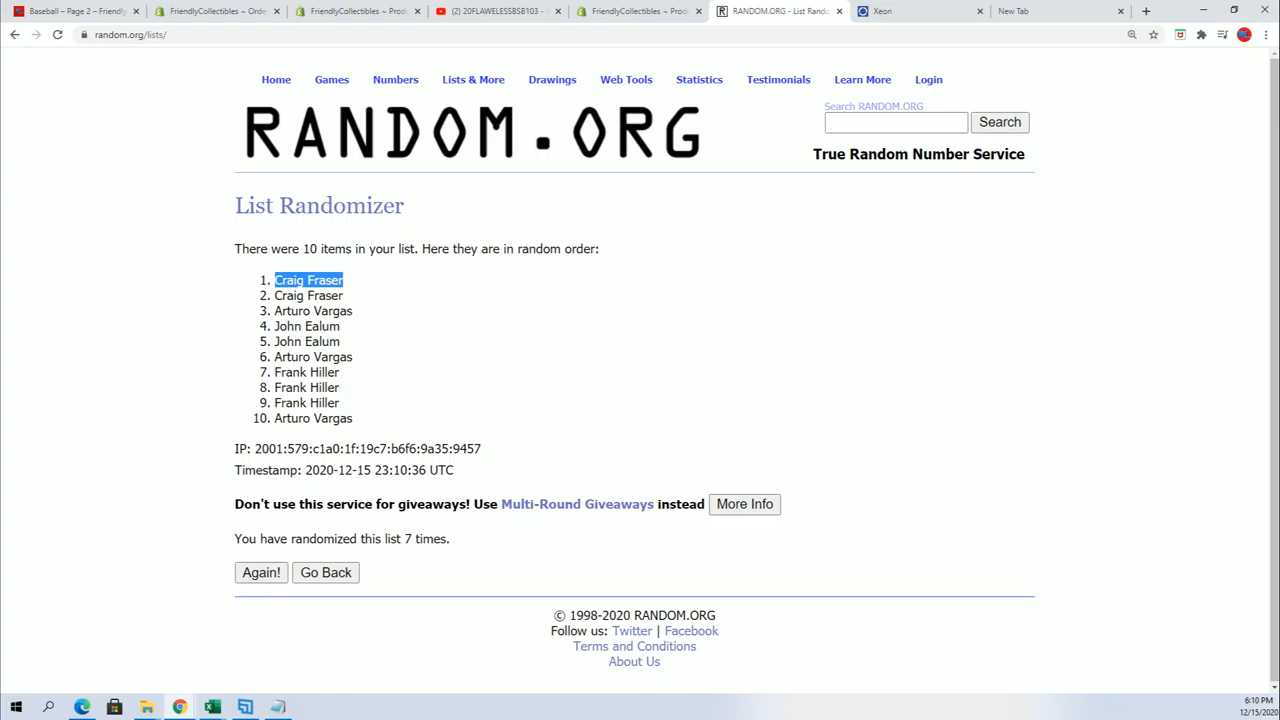 Baseball – Page 2 – Friendly
FriendlyCollectibles ~ Orde
FriendlyCollectibles ~ Prod
(2) 20FLAWELESSBSB103 -
FriendlyCollectibles ~ Prod
RANDOM.ORG - List Rando
Xeon
New Tab
random.org/lists/
Home Games Numbers Lists & More Drawings Web Tools Statistics Testimonials Learn More Login
RANDOM.ORG
Search RANDOM.ORG
Search
True Random Number Service
List Randomizer
There were 10 items in your list. Here they are in random order:
1. Craig Fraser
2. Craig Fraser
3. Arturo Vargas
4. John Ealum
5. John Ealum
6. Arturo Vargas
7. Frank Hiller
8. Frank Hiller
9. Frank Hiller
10. Arturo Vargas
IP: 2001:579:c1a0:1f:19c7:b6f6:9a35:9457
Timestamp: 2020-12-15 23:10:36 UTC
Don't use this service for giveaways! Use Multi-Round Giveaways instead More Info
You have randomized this list 7 times.
Again! Go Back
© 1998-2020 RANDOM.ORG
Follow us: Twitter | Facebook
Terms and Conditions
About Us
6:10 PM
12/15/2020